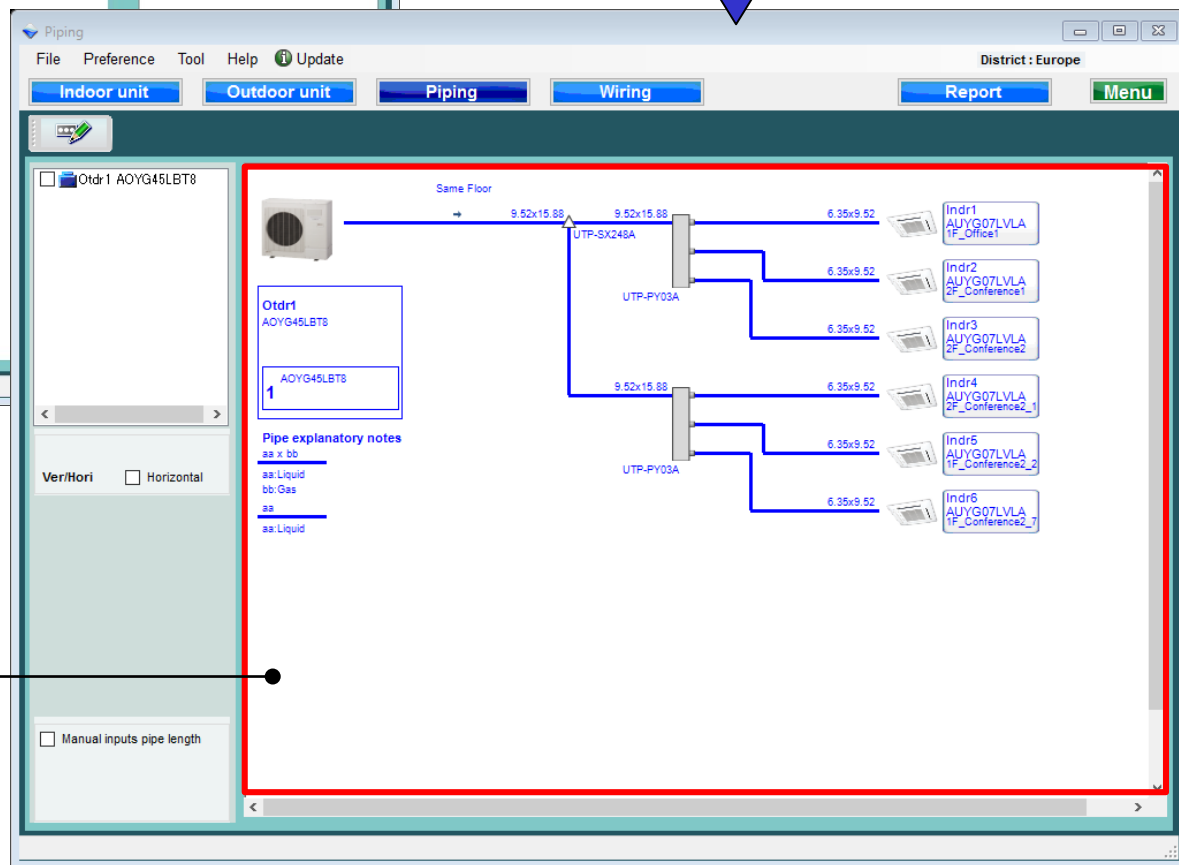 Piping
File Preference Tool Help Update District : Europe
Indoor unit Outdoor unit Piping Wiring Report Menu
Otdr1 AOYG45LBT8
Ver/Hori Horizontal
Manual inputs pipe length
Same Floor
9.52x15.88
9.52x15.88
6.35x9.52
UTP-SX248A
Indr1
AUYG07LVLA
1F_Office1
6.35x9.52
Indr2
AUYG07LVLA
2F_Conference1
UTP-PY03A
6.35x9.52
Indr3
AUYG07LVLA
2F_Conference2
Otdr1
AOYG45LBT8
AOYG45LBT8
1
9.52x15.88
6.35x9.52
Indr4
AUYG07LVLA
2F_Conference2_1
6.35x9.52
Indr5
AUYG07LVLA
1F_Conference2_2
UTP-PY03A
6.35x9.52
Indr6
AUYG07LVLA
1F_Conference2_7
Pipe explanatory notes
aa x bb
aa:Liquid
bb:Gas
aa
aa:Liquid